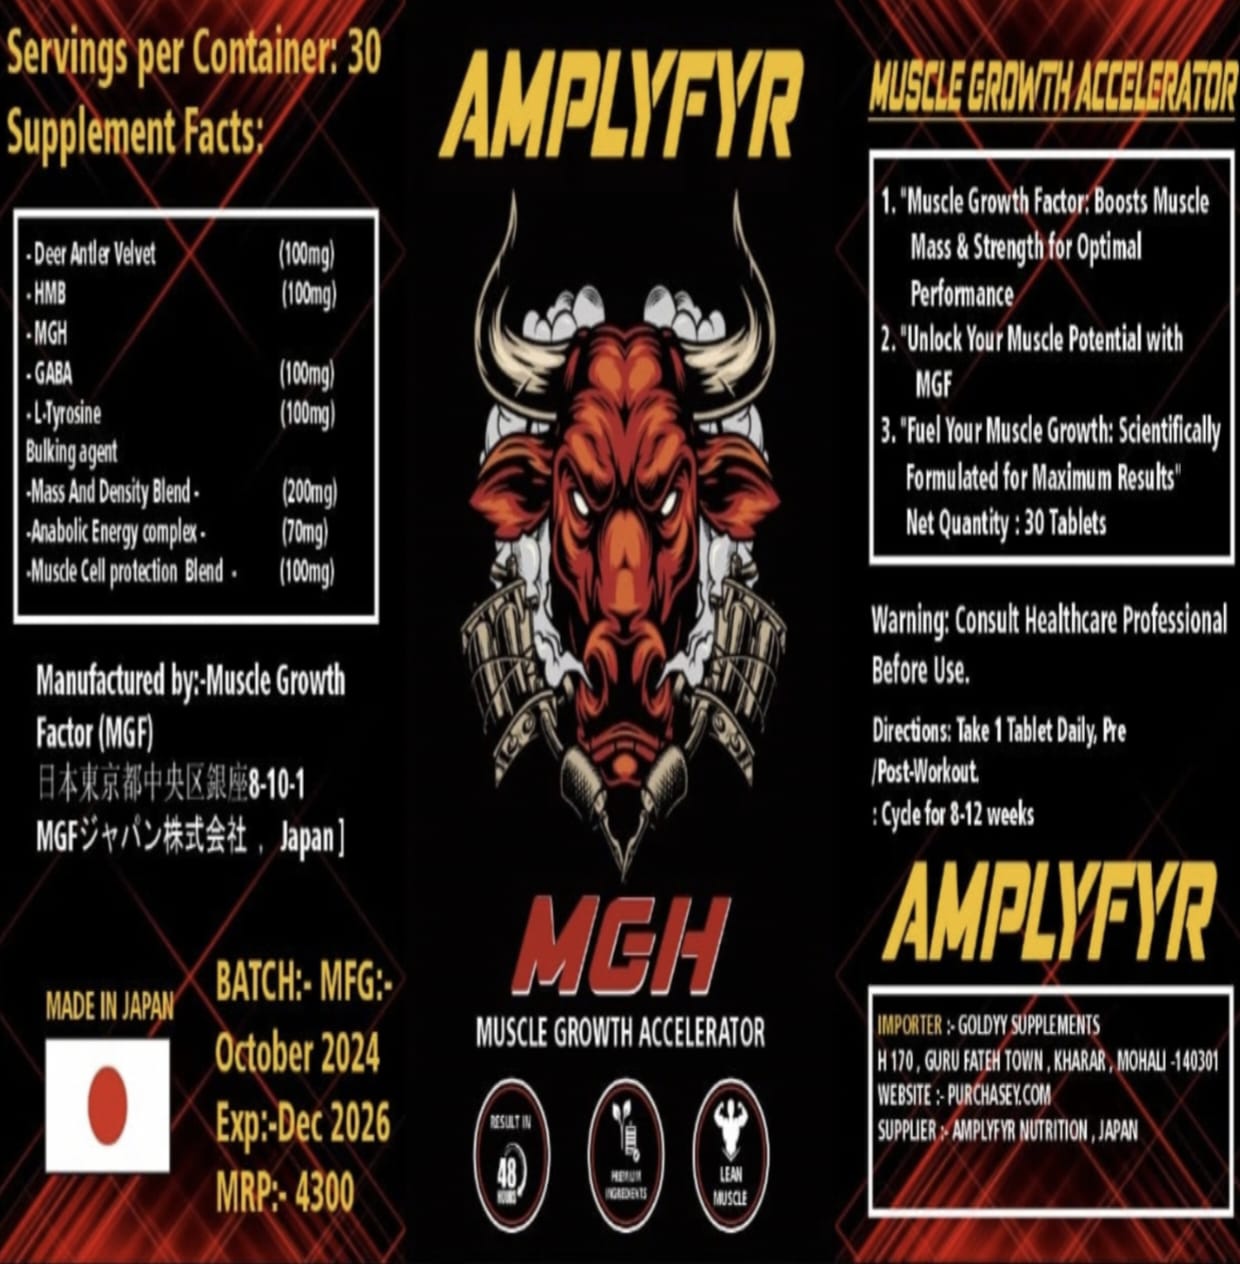 Servings per Container: 30
Supplement Facts:
- Deer Antler Velvet (100mg)
- HMB (100mg)
- MGH
- GABA (100mg)
- L-Tyrosine (100mg)
Bulking agent
-Mass And Density Blend - (200mg)
-Anabolic Energy complex - (70mg)
-Muscle Cell protection Blend - (100mg)
Manufactured by:-Muscle Growth
Factor (MGF)
日本東京都中央区銀座8-10-1
MGFジャパン株式会社 , Japan ]
MADE IN JAPAN
BATCH:- MFG:-
October 2024
Exp:-Dec 2026
MRP:- 4300
AMPLYFYR
MGH
MUSCLE GROWTH ACCELERATOR
RESULT IN
48
HOURS
PREMIUM
INGREDIENTS
LEAN
MUSCLE
MUSCLE GROWTH ACCELERATOR
1. "Muscle Growth Factor: Boosts Muscle
Mass & Strength for Optimal
Performance
2. "Unlock Your Muscle Potential with
MGF
3. "Fuel Your Muscle Growth: Scientifically
Formulated for Maximum Results"
Net Quantity : 30 Tablets
Warning: Consult Healthcare Professional
Before Use.
Directions: Take 1 Tablet Daily, Pre
/Post-Workout.
: Cycle for 8-12 weeks
AMPLYFYR
IMPORTER :- GOLDYY SUPPLEMENTS
H 170 , GURU FATEH TOWN , KHARAR , MOHALI -140301
WEBSITE :- PURCHASEY.COM
SUPPLIER :- AMPLYFYR NUTRITION , JAPAN